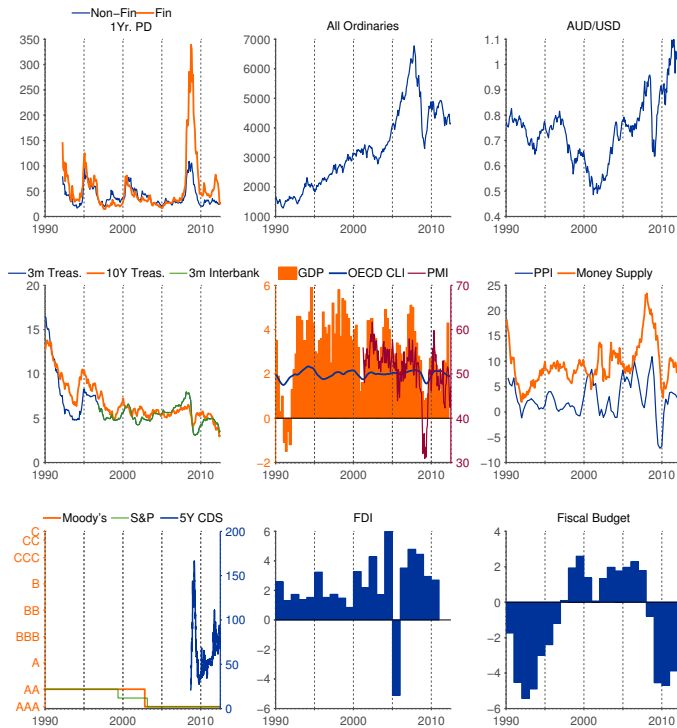 Non−Fin Fin
1Yr. PD
350
300
250
200
150
100
50
0
1990 2000 2010
All Ordinaries
7000
6000
5000
4000
3000
2000
1000
1990 2000 2010
AUD/USD
1.1
1
0.9
0.8
0.7
0.6
0.5
0.4
1990 2000 2010
3m Treas. 10Y Treas. 3m Interbank
20
15
10
5
0
1990 2000 2010
GDP OECD CLI PMI
6
4
2
0
−2
70
60
50
40
30
1990 2000 2010
PPI Money Supply
25
20
15
10
5
0
−5
−10
1990 2000 2010
Moody's S&P 5Y CDS
C
CC
CCC
B
BB
BBB
A
AA
AAA
200
150
100
50
0
1990 2000 2010
FDI
6
4
2
0
−2
−4
−6
1990 2000 2010
Fiscal Budget
4
2
0
−2
−4
−6
1990 2000 2010